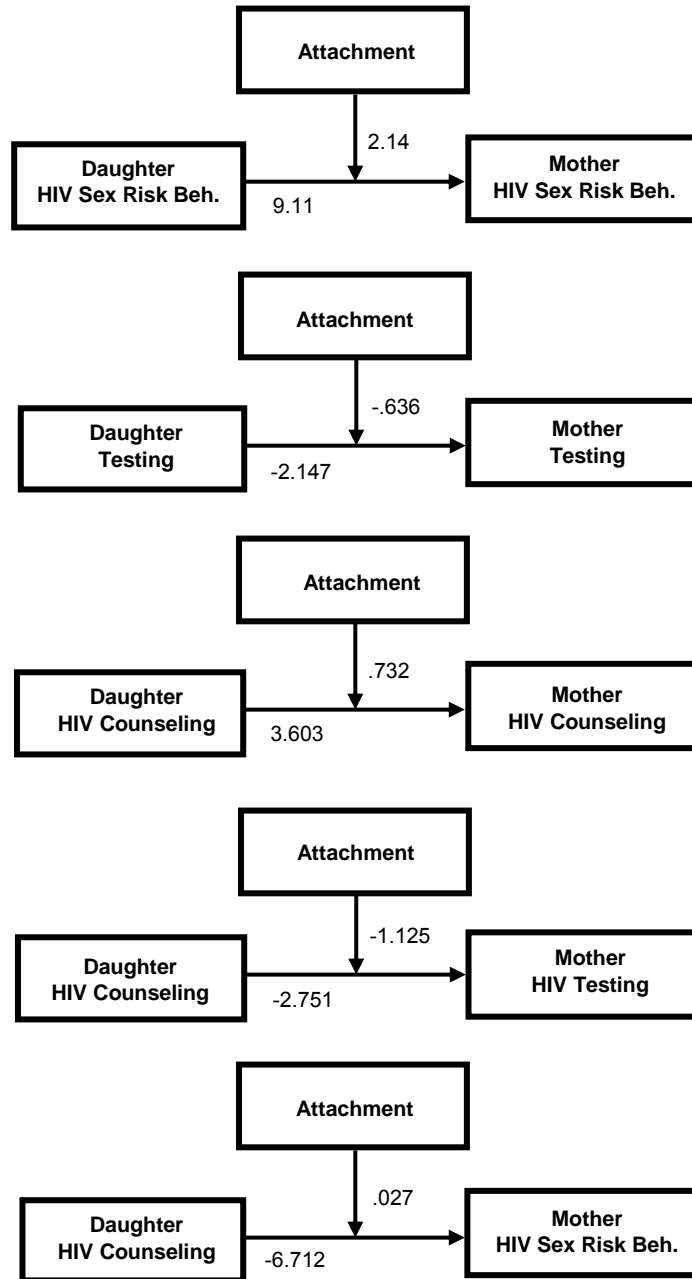 Attachment
2.14
Daughter
HIV Sex Risk Beh.
9.11
Mother
HIV Sex Risk Beh.
Attachment
-.636
Daughter
Testing
-2.147
Mother
Testing
Attachment
.732
Daughter
HIV Counseling
3.603
Mother
HIV Counseling
Attachment
-1.125
Daughter
HIV Counseling
-2.751
Mother
HIV Testing
Attachment
.027
Daughter
HIV Counseling
-6.712
Mother
HIV Sex Risk Beh.